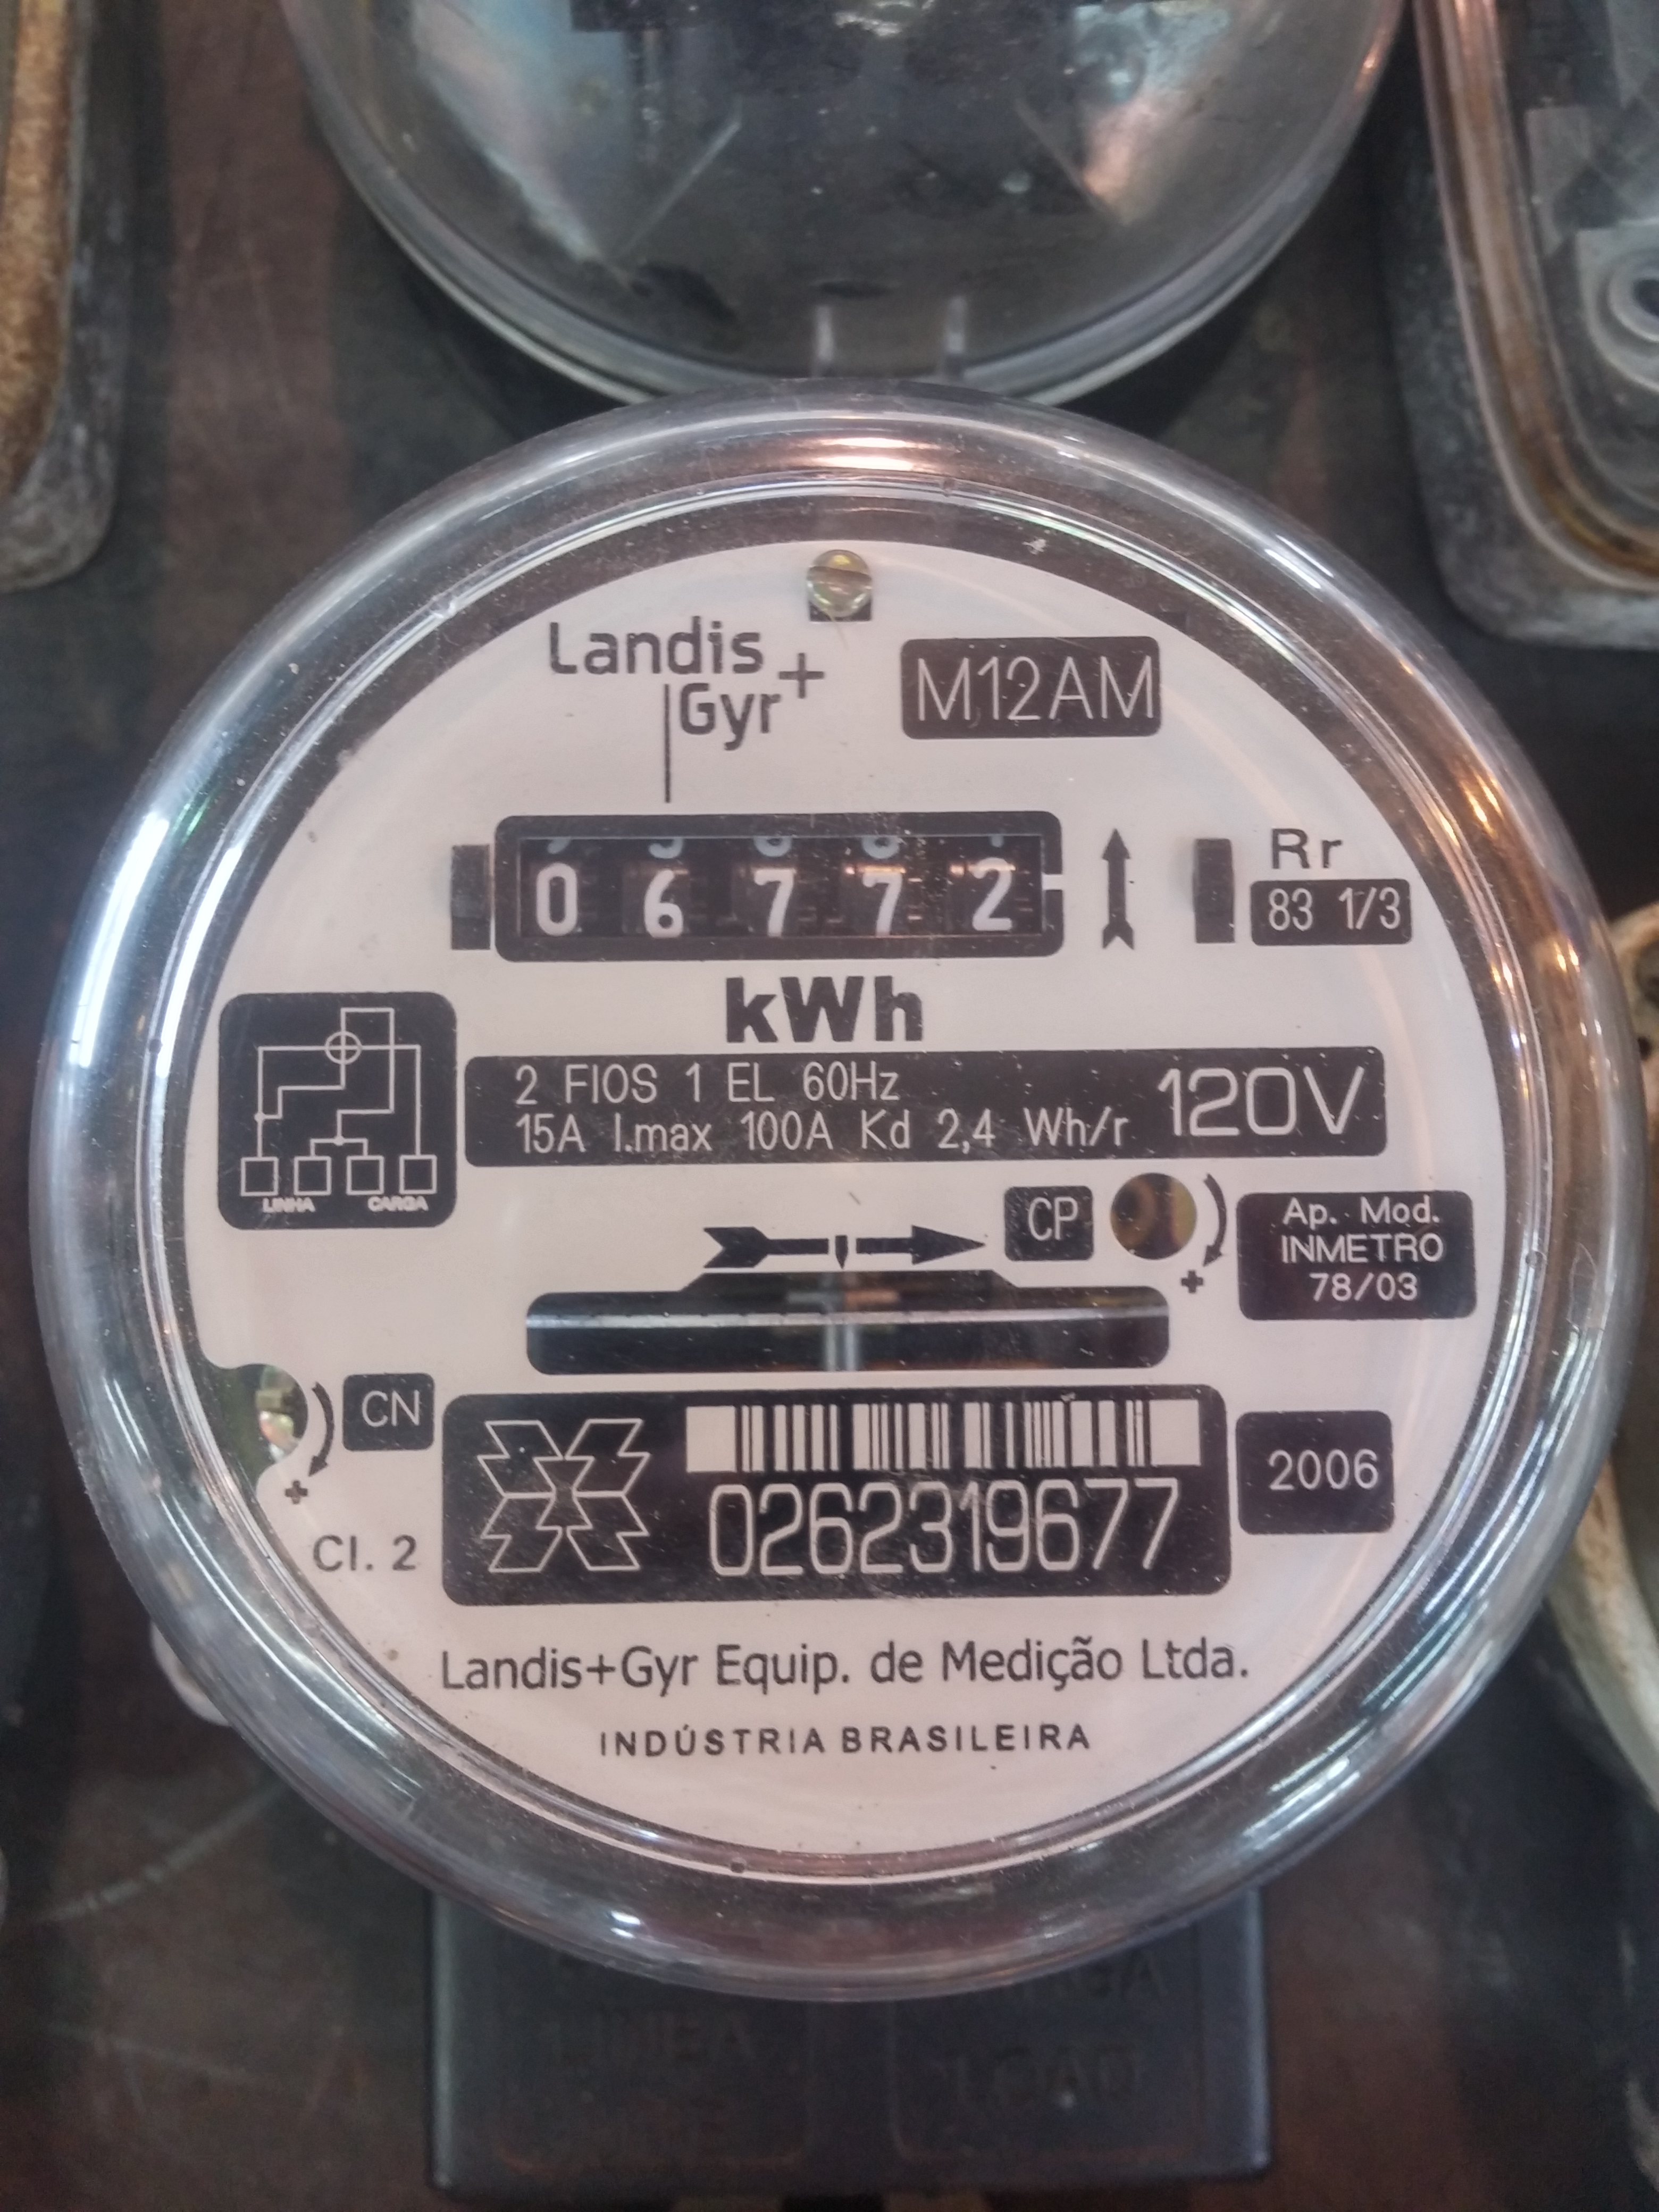 Landis
Gyr+
M12AM
0 6 7 7 2
Rr
83 1/3
kWh
2 FIOS 1 EL 60Hz
15A I.max 100A Kd 2,4 Wh/r
120V
LINHA CARGA
CP
+
Ap. Mod.
INMETRO
78/03
CN
+
Cl. 2
0262319677
2006
Landis+Gyr Equip. de Medição Ltda.
INDÚSTRIA BRASILEIRA
LOAD